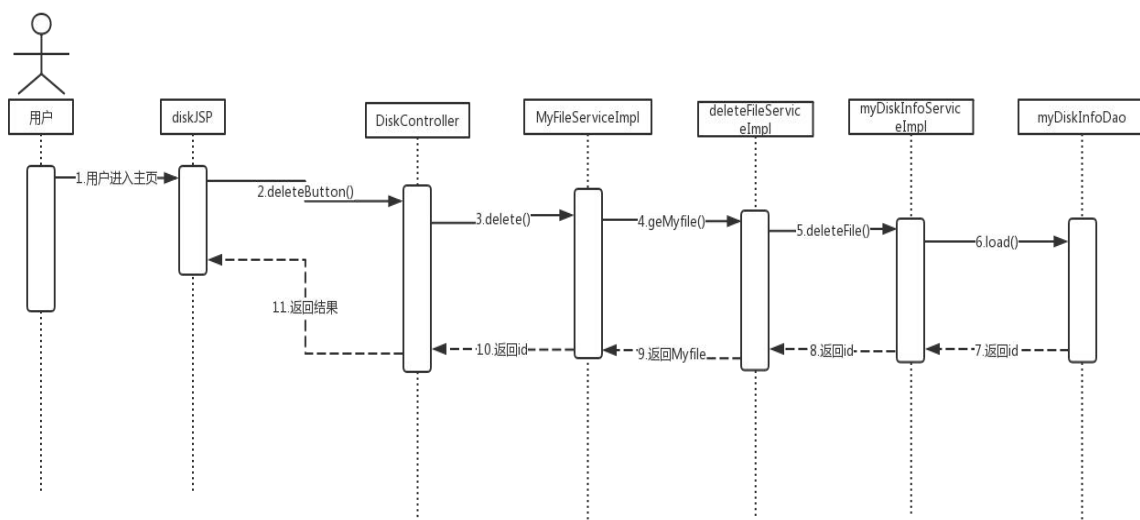 用户
diskJSP
DiskController
MyFileServiceImpl
deleteFileServic
eImpl
myDiskInfoServic
eImpl
myDiskInfoDao
1.用户进入主页
2.deleteButton()
3.delete()
4.geMyfile()
5.deleteFile()
6.load()
11.返回结果
10.返回id
9.返回Myfile
8.返回id
7.返回id